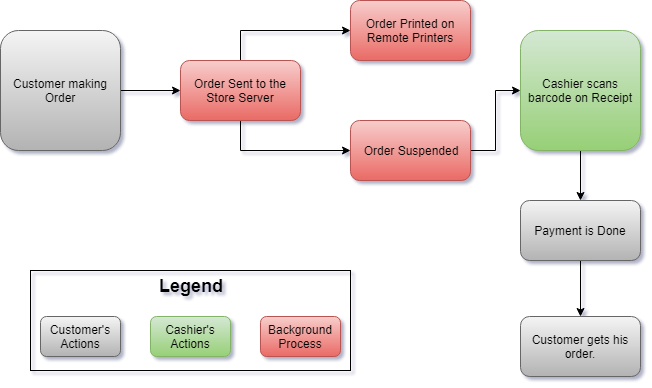 Order Printed on
Remote Printers
Customer making
Order
Order Sent to the
Store Server
Cashier scans
barcode on Receipt
Order Suspended
Payment is Done
Legend
Customer's
Actions
Cashier's
Actions
Background
Process
Customer gets his
order.